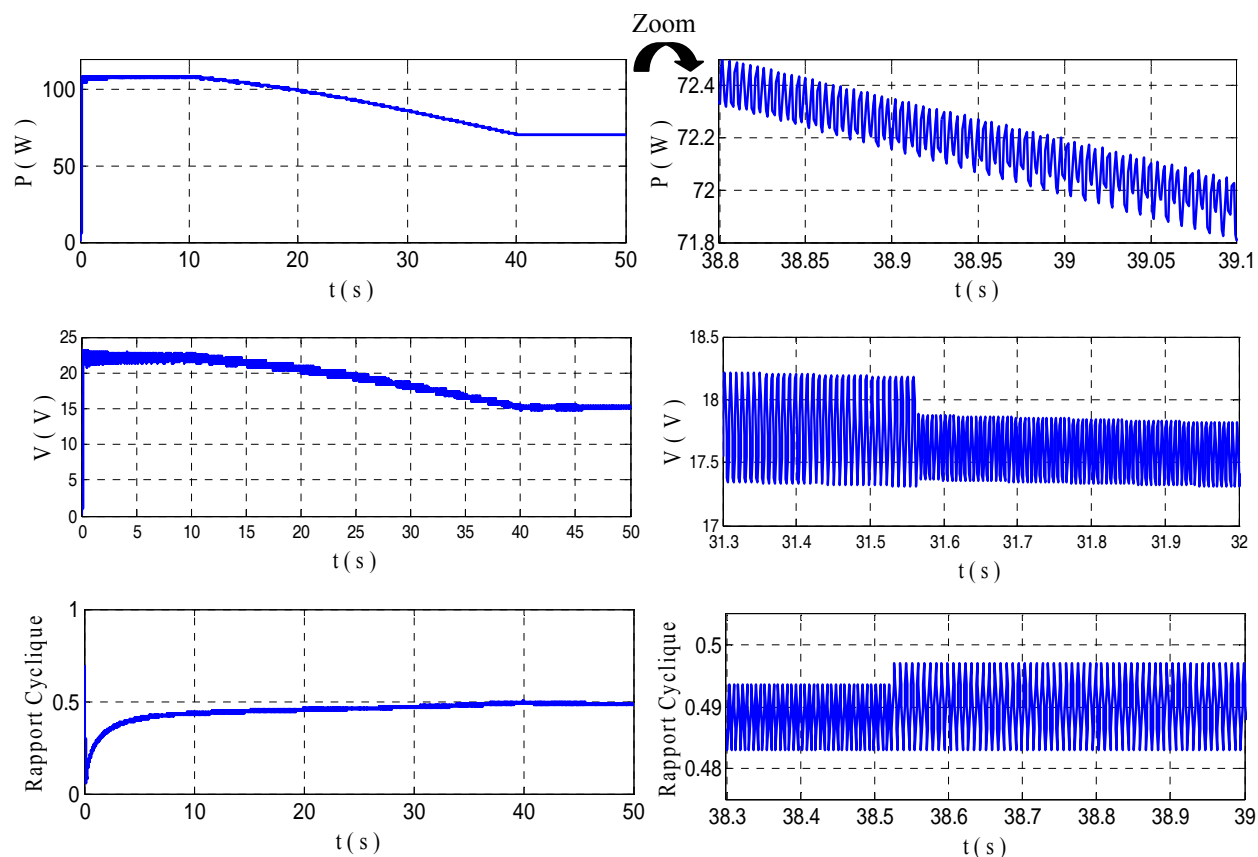 Zoom
P ( W )
100
50
0
0 10 20 30 40 50
t ( s )
P ( W )
72.4
72.2
72
71.8
38.8 38.85 38.9 38.95 39 39.05 39.1
t ( s )
V ( V )
25
20
15
10
5
0
0 5 10 15 20 25 30 35 40 45 50
t ( s )
V ( V )
18.5
18
17.5
17
31.3 31.4 31.5 31.6 31.7 31.8 31.9 32
t ( s )
Rapport Cyclique
1
0.5
0
0 10 20 30 40 50
t ( s )
Rapport Cyclique
0.5
0.49
0.48
38.3 38.4 38.5 38.6 38.7 38.8 38.9 39
t ( s )